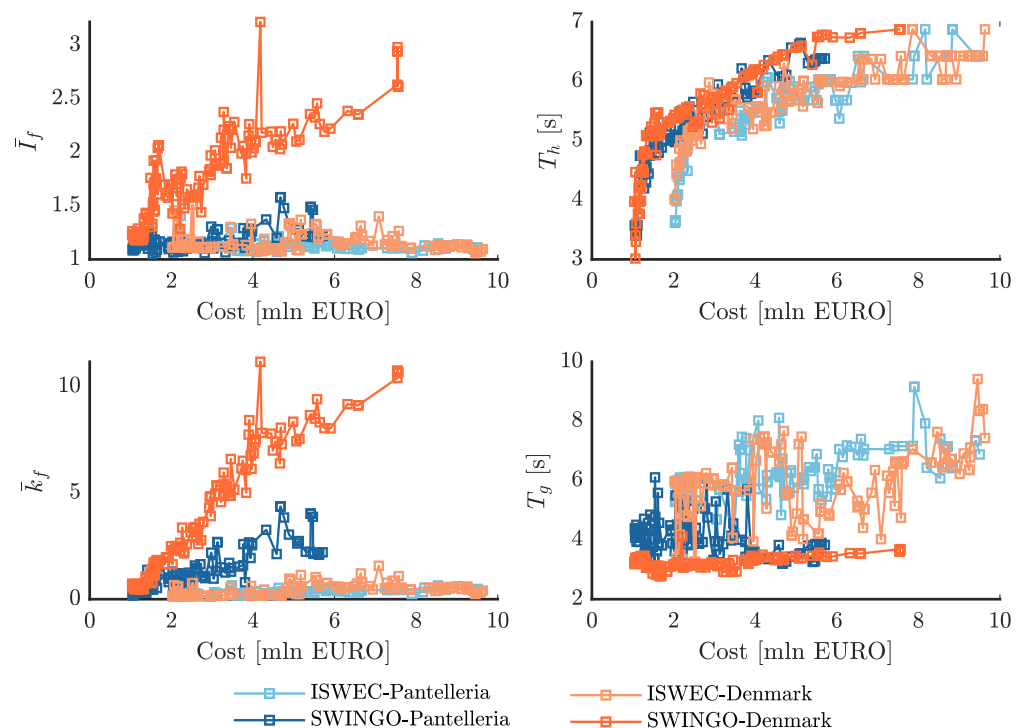 3
2.5
2
1.5
1
Ī_f
0 2 4 6 8 10
Cost [mln EURO]
7
6
5
4
3
T_h [s]
0 2 4 6 8 10
Cost [mln EURO]
10
5
0
k̄_f
0 2 4 6 8 10
Cost [mln EURO]
10
8
6
4
2
T_g [s]
0 2 4 6 8 10
Cost [mln EURO]
ISWEC-Pantelleria
SWINGO-Pantelleria
ISWEC-Denmark
SWINGO-Denmark